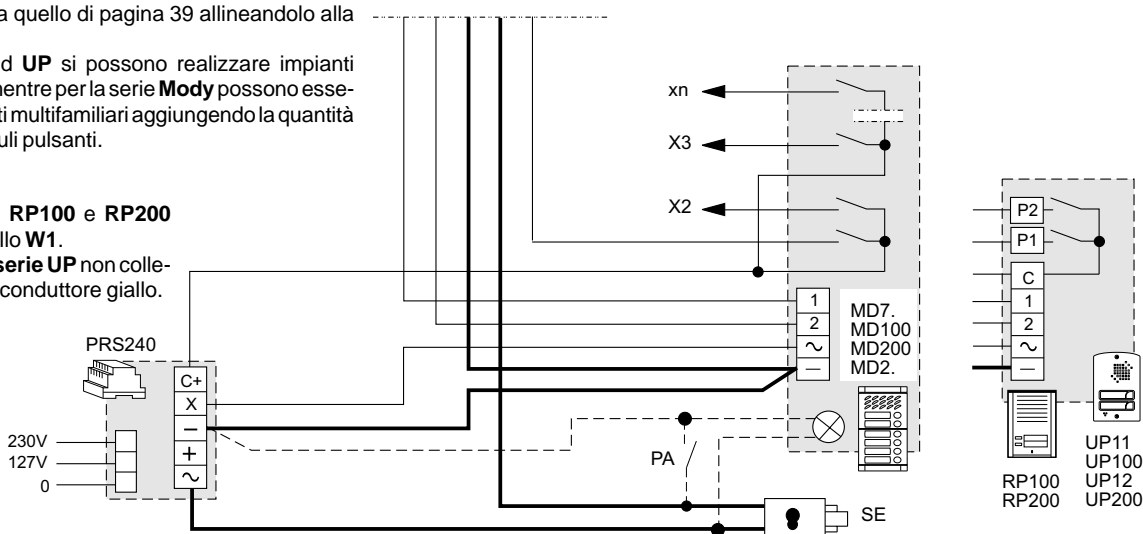 a quello di pagina 39 allineandolo alla
d UP si possono realizzare impianti
nentre per la serie Mody possono esse-
ti multifamiliari aggiungendo la quantità
uli pulsanti.
RP100 e RP200
llo W1.
serie UP non colle-
conduttore giallo.
xn
X3
X2
P2
P1
C
1
2
~
—
1
2
~
—
MD7.
MD100
MD200
MD2.
PRS240
C+
X
—
+
~
230V
127V
0
PA
SE
RP100
RP200
UP11
UP100
UP12
UP200